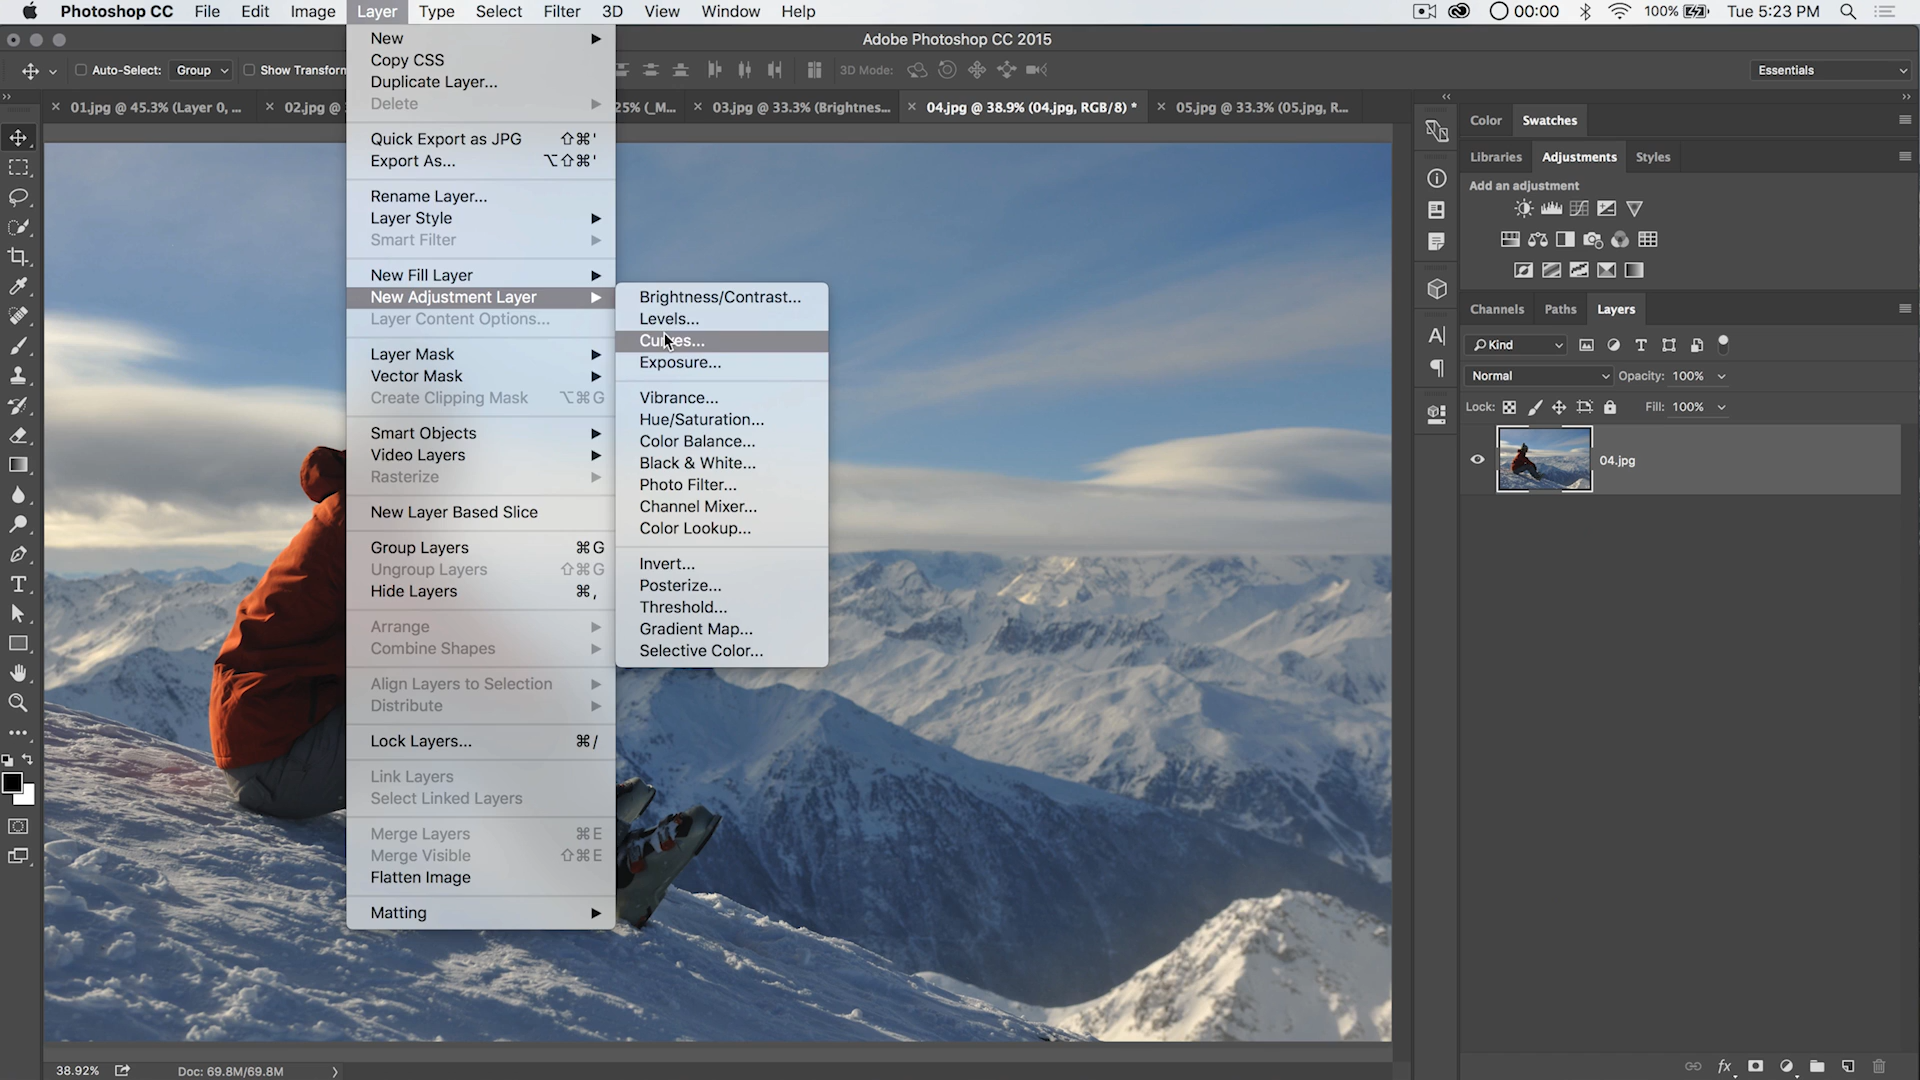 Photoshop CC File Edit Image Layer Type Select Filter 3D View Window Help 00:00 100% Tue 5:23 PM
Adobe Photoshop CC 2015
Auto-Select: Group Show Transform 3D Mode: Essentials
01.jpg @ 45.3% (Layer 0, ... 02.jpg @ 25% (_M... 03.jpg @ 33.3% (Brightnes... 04.jpg @ 38.9% (04.jpg, RGB/8) * 05.jpg @ 33.3% (05.jpg, R...
New
Copy CSS
Duplicate Layer...
Delete
Quick Export as JPG ⇧⌘'
Export As... ⌥⇧⌘'
Rename Layer...
Layer Style
Smart Filter
New Fill Layer
New Adjustment Layer
Layer Content Options...
Layer Mask
Vector Mask
Create Clipping Mask ⌥⌘G
Smart Objects
Video Layers
Rasterize
New Layer Based Slice
Group Layers ⌘G
Ungroup Layers ⇧⌘G
Hide Layers ⌘,
Arrange
Combine Shapes
Align Layers to Selection
Distribute
Lock Layers... ⌘/
Link Layers
Select Linked Layers
Merge Layers ⌘E
Merge Visible ⇧⌘E
Flatten Image
Matting
Brightness/Contrast...
Levels...
Curves...
Exposure...
Vibrance...
Hue/Saturation...
Color Balance...
Black & White...
Photo Filter...
Channel Mixer...
Color Lookup...
Invert...
Posterize...
Threshold...
Gradient Map...
Selective Color...
Color Swatches
Libraries Adjustments Styles
Add an adjustment
Channels Paths Layers
Kind
Normal Opacity: 100%
Lock: Fill: 100%
04.jpg
38.92% Doc: 69.8M/69.8M